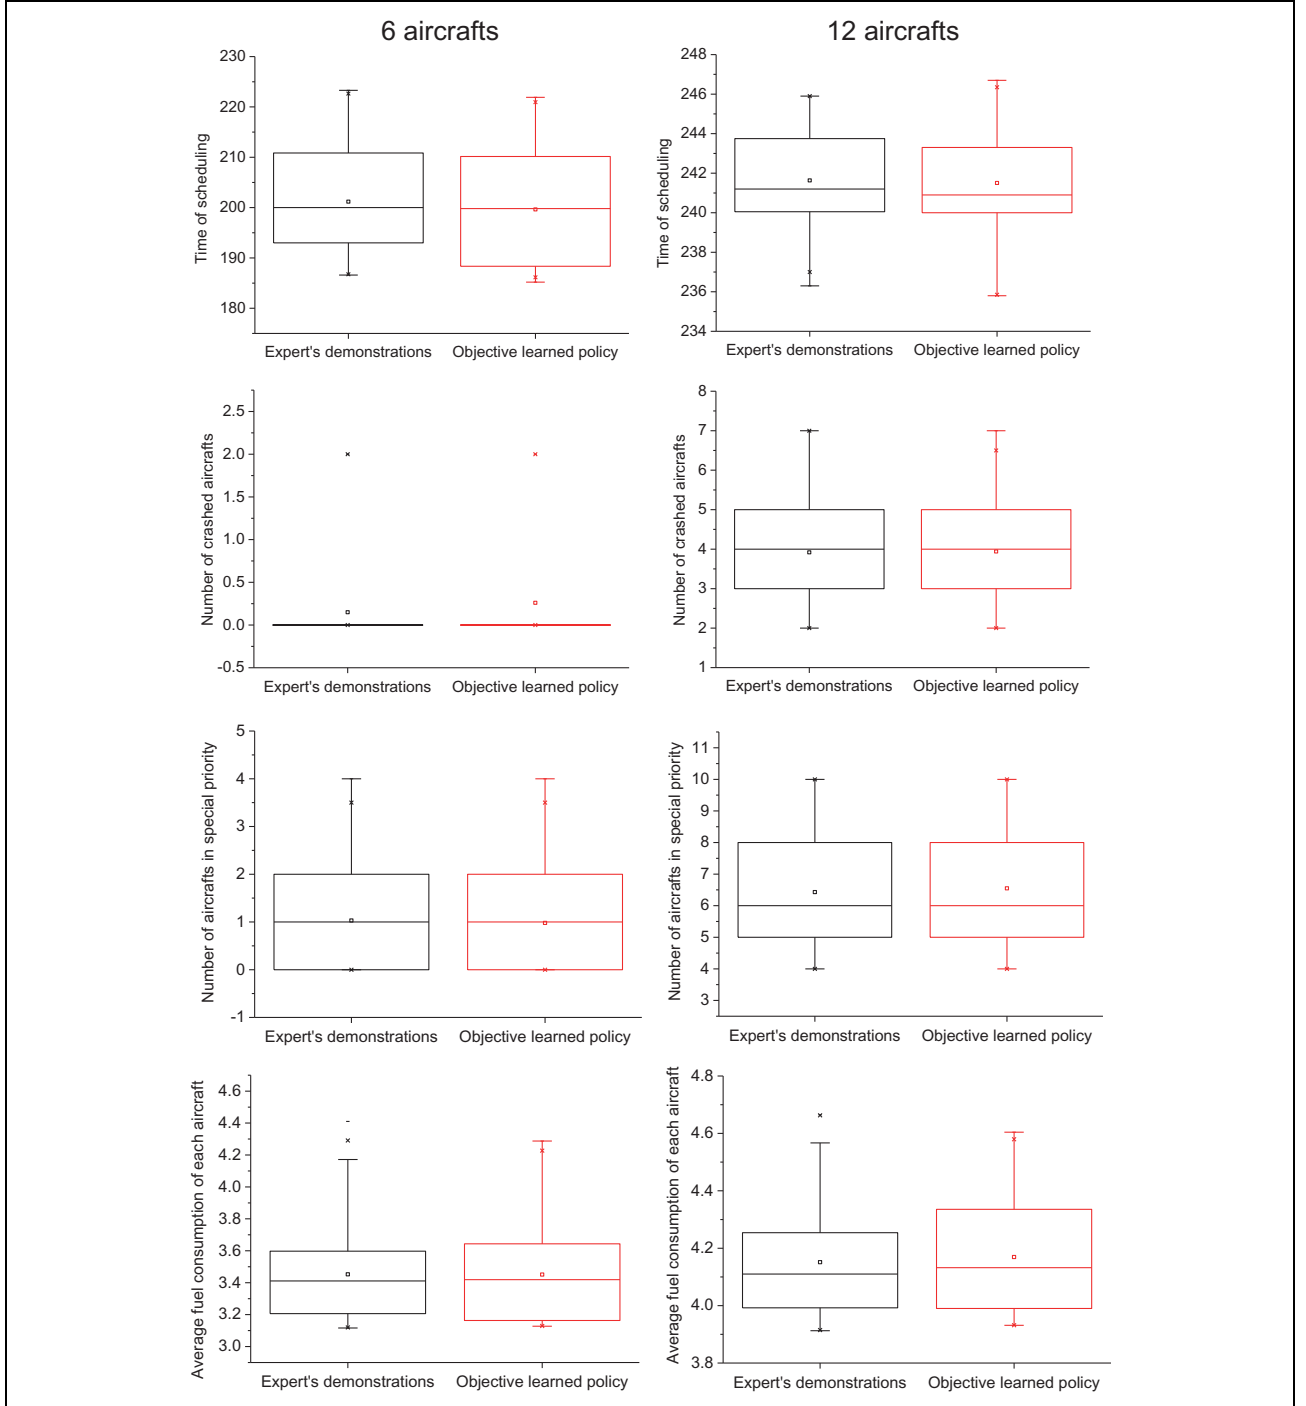 6 aircrafts
12 aircrafts
Time of scheduling
230
220
210
200
190
180
Expert's demonstrations
Objective learned policy
Time of scheduling
248
246
244
242
240
238
236
234
Expert's demonstrations
Objective learned policy
Number of crashed aircrafts
2.5
2.0
1.5
1.0
0.5
0.0
-0.5
Expert's demonstrations
Objective learned policy
Number of crashed aircrafts
8
7
6
5
4
3
2
1
Expert's demonstrations
Objective learned policy
Number of aircrafts in special priority
5
4
3
2
1
0
-1
Expert's demonstrations
Objective learned policy
Number of aircrafts in special priority
11
10
9
8
7
6
5
4
3
Expert's demonstrations
Objective learned policy
Average fuel consumption of each aircraft
4.6
4.4
4.2
4.0
3.8
3.6
3.4
3.2
3.0
Expert's demonstrations
Objective learned policy
Average fuel consumption of each aircraft
4.8
4.6
4.4
4.2
4.0
3.8
Expert's demonstrations
Objective learned policy